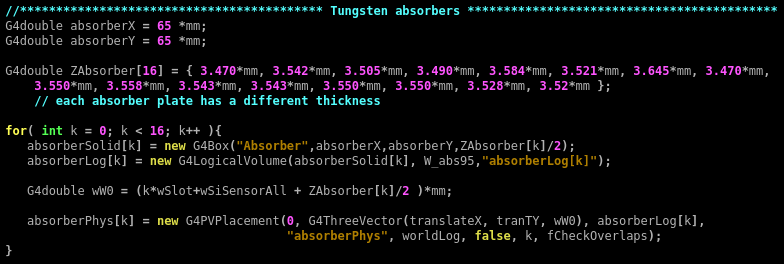 //****************************************** Tungsten absorbers *******************************************
G4double absorberX = 65 *mm;
G4double absorberY = 65 *mm;

G4double ZAbsorber[16] = { 3.470*mm, 3.542*mm, 3.505*mm, 3.490*mm, 3.584*mm, 3.521*mm, 3.645*mm, 3.470*mm,
    3.550*mm, 3.558*mm, 3.543*mm, 3.543*mm, 3.550*mm, 3.550*mm, 3.528*mm, 3.52*mm };
    // each absorber plate has a different thickness

for( int k = 0; k < 16; k++ ){
   absorberSolid[k] = new G4Box("Absorber",absorberX,absorberY,ZAbsorber[k]/2);
   absorberLog[k] = new G4LogicalVolume(absorberSolid[k], W_abs95,"absorberLog[k]");

   G4double wW0 = (k*wSlot+wSiSensorAll + ZAbsorber[k]/2 )*mm;

   absorberPhys[k] = new G4PVPlacement(0, G4ThreeVector(translateX, tranTY, wW0), absorberLog[k],
                                       "absorberPhys", worldLog, false, k, fCheckOverlaps);
}